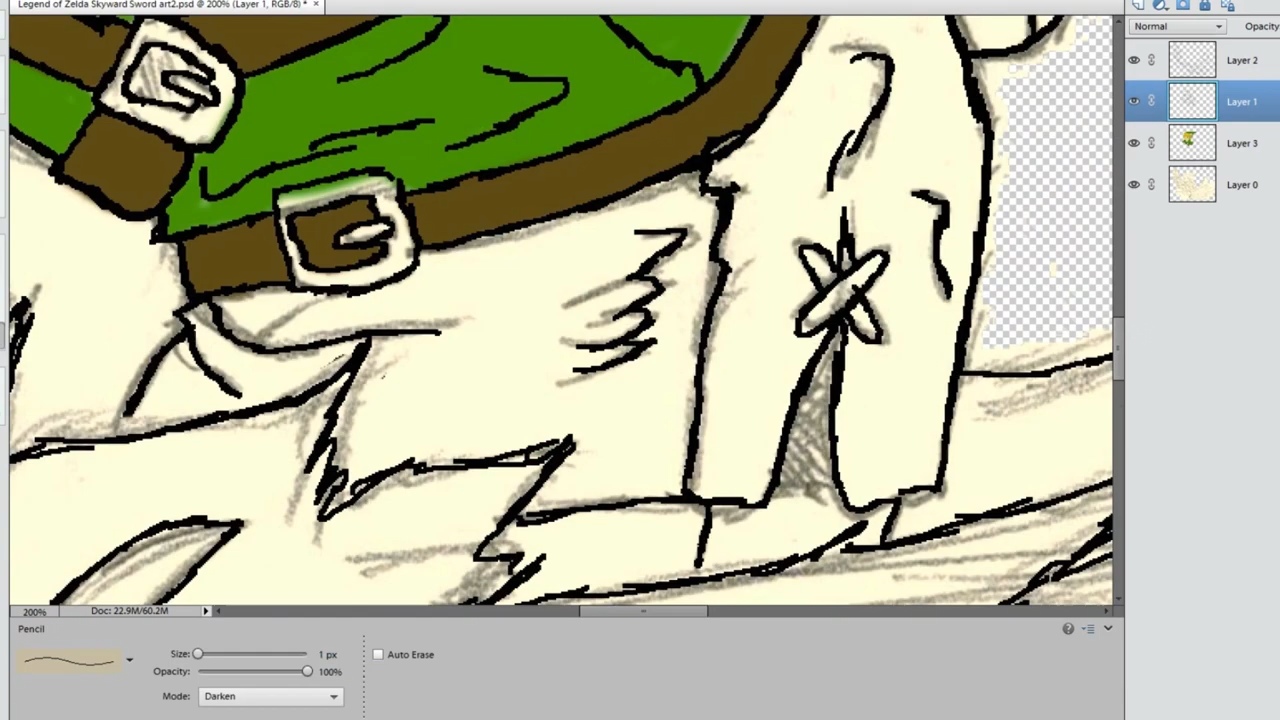 Legend of Zelda Skyward Sword art2.psd @ 200% (Layer 1, RGB/8) * ×
Normal Opacity
Layer 2
Layer 1
Layer 3
Layer 0
200% Doc: 22.9M/60.2M
Pencil
Size: 1 px Auto Erase
Opacity: 100%
Mode: Darken